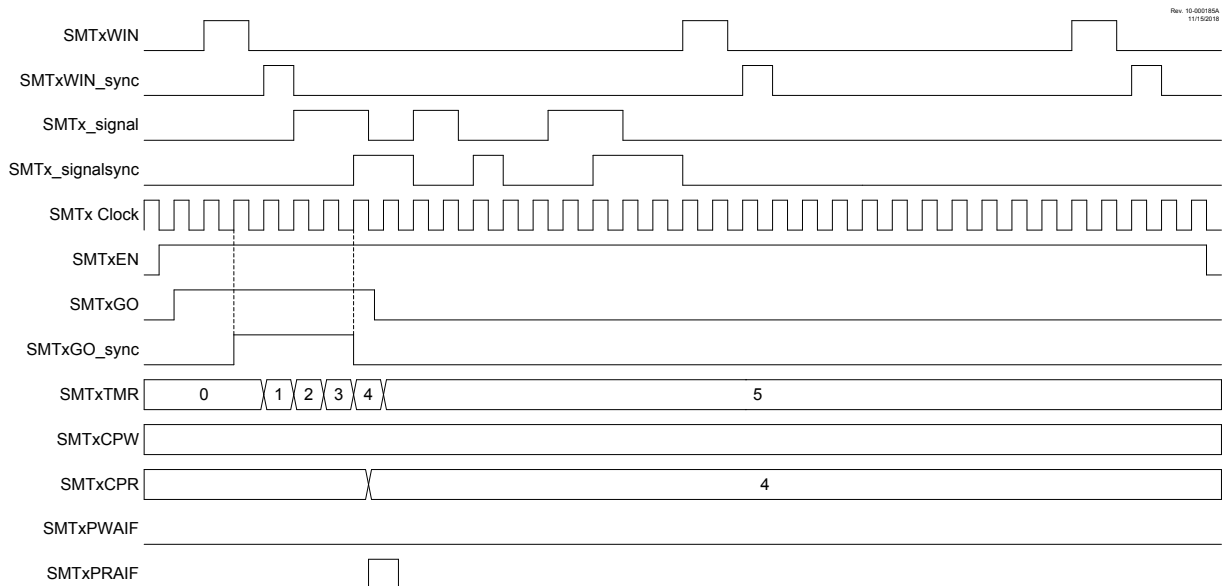 Rev. 10-000185A
11/15/2018
SMTxWIN
SMTxWIN_sync
SMTx_signal
SMTx_signalsync
SMTx Clock
SMTxEN
SMTxGO
SMTxGO_sync
SMTxTMR 0 1 2 3 4 5
SMTxCPW
SMTxCPR 4
SMTxPWAIF
SMTxPRAIF